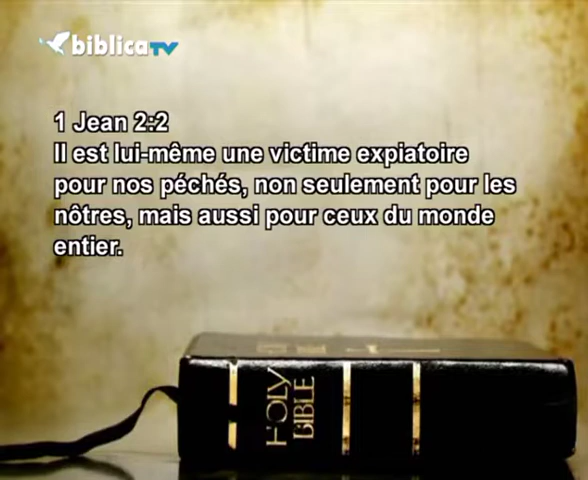 biblicaTV
1 Jean 2:2
Il est lui-même une victime expiatoire
pour nos péchés, non seulement pour les
nôtres, mais aussi pour ceux du monde
entier.
HOLY
BIBLE